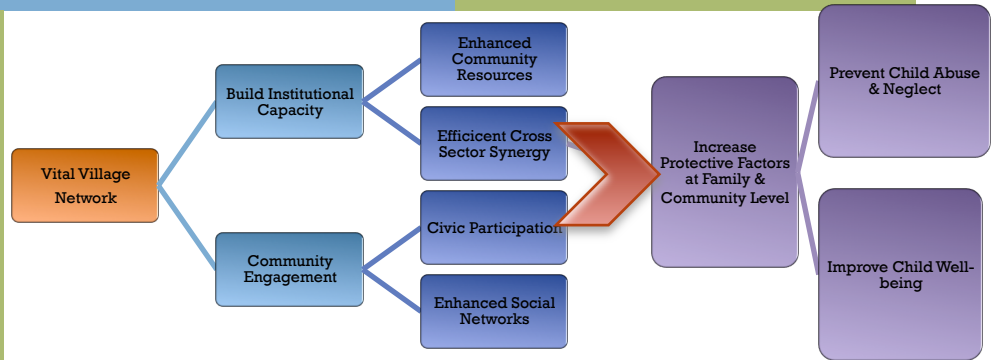 Vital Village
Network
Build Institutional
Capacity
Community
Engagement
Enhanced
Community
Resources
Efficicent Cross
Sector Synergy
Civic Participation
Enhanced Social
Networks
Increase
Protective Factors
at Family &
Community Level
Prevent Child Abuse
& Neglect
Improve Child Well-
being